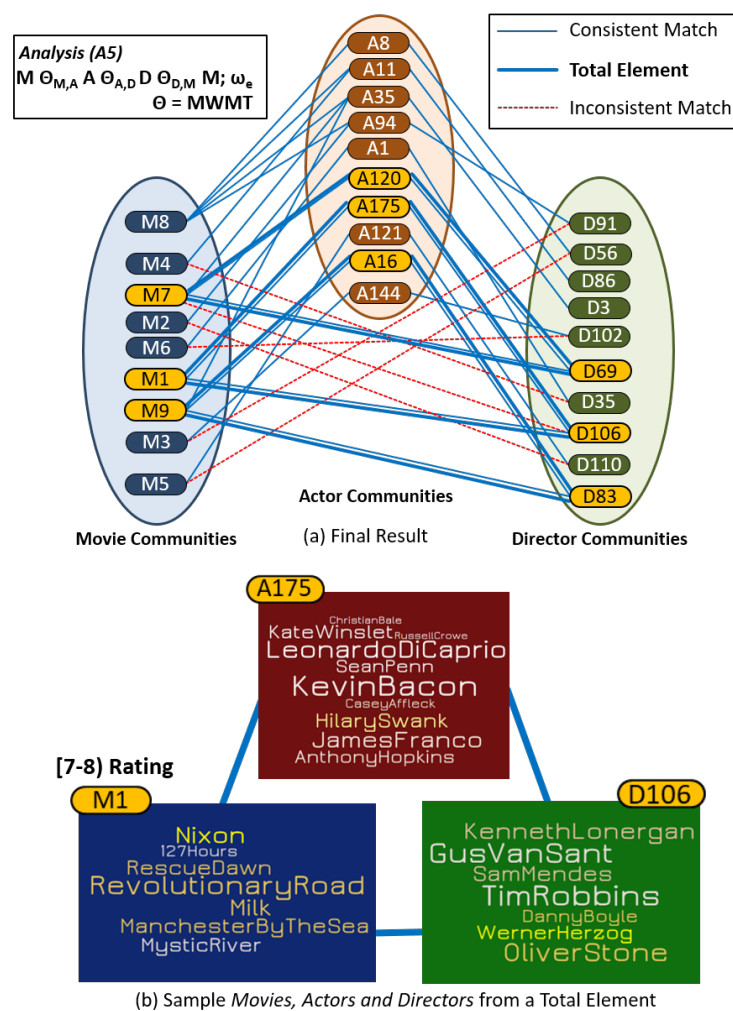 Analysis (A5)
M ΘM,A A ΘA,D D ΘD,M M; ωe
Θ = MWMT
Consistent Match
Total Element
Inconsistent Match
A8
A11
A35
A94
A1
A120
A175
A121
A16
A144
M8
M4
M7
M2
M6
M1
M9
M3
M5
D91
D56
D86
D3
D102
D69
D35
D106
D110
D83
Actor Communities
Movie Communities
(a) Final Result
Director Communities
A175
ChristianBale
KateWinslet
RussellCrowe
LeonardoDiCaprio
SeanPenn
KevinBacon
CaseyAffleck
HilarySwank
JamesFranco
AnthonyHopkins
[7-8) Rating
M1
Nixon
127Hours
RescueDawn
RevolutionaryRoad
Milk
ManchesterByTheSea
MysticRiver
D106
KennethLonergan
GusVanSant
SamMendes
TimRobbins
DannyBoyle
WernerHerzog
OliverStone
(b) Sample Movies, Actors and Directors from a Total Element